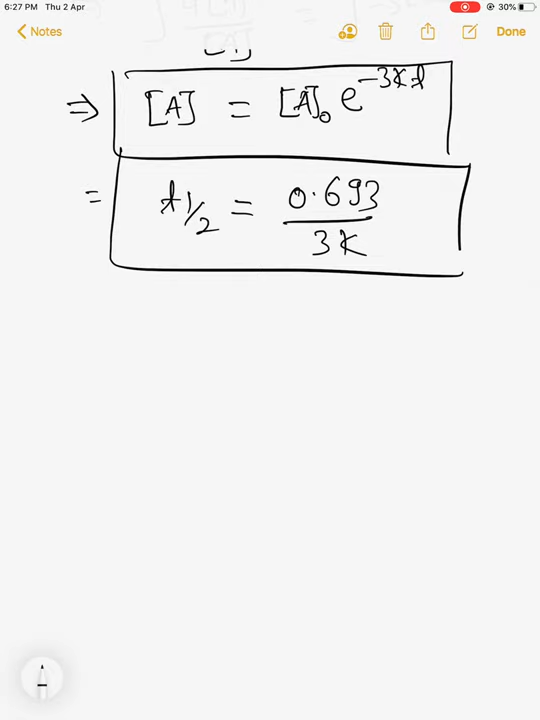 6:27 PM Thu 2 Apr 30%
Notes Done
⇒ [A] = [A]₀ e^{-3Kt}
= t1/2 = 0.693 / 3K